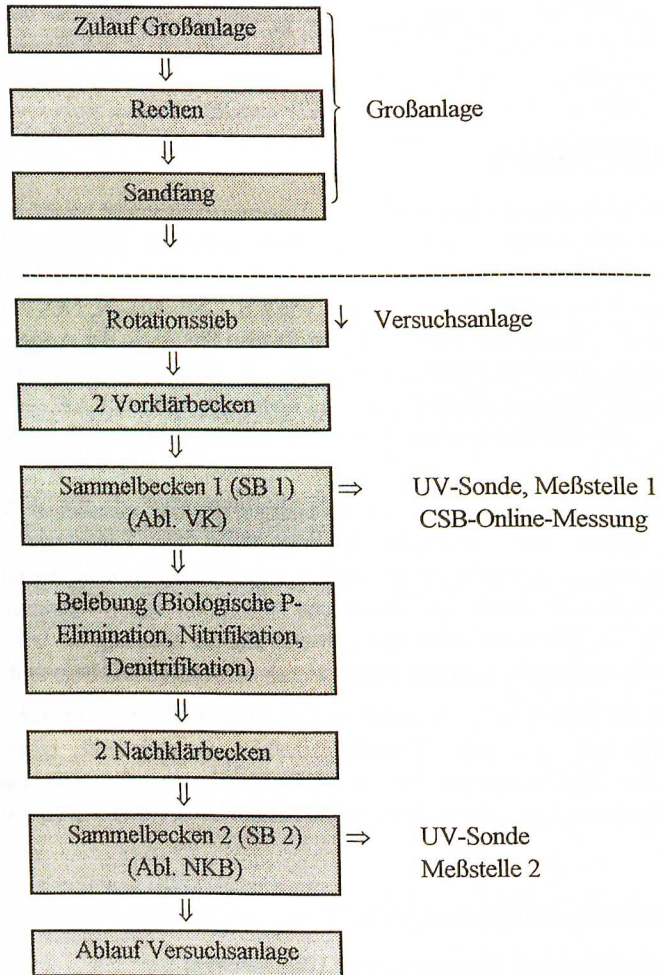 Zulauf Großanlage
⇓
Rechen
Großanlage
⇓
Sandfang
⇓
Rotationssieb
↓ Versuchsanlage
⇓
2 Vorklärbecken
⇓
Sammelbecken 1 (SB 1) ⇒ UV-Sonde, Meßstelle 1
(Abl. VK) CSB-Online-Messung
⇓
Belebung (Biologische P-
Elimination, Nitrifikation,
Denitrifikation)
⇓
2 Nachklärbecken
⇓
Sammelbecken 2 (SB 2) ⇒ UV-Sonde
(Abl. NKB) Meßstelle 2
⇓
Ablauf Versuchsanlage